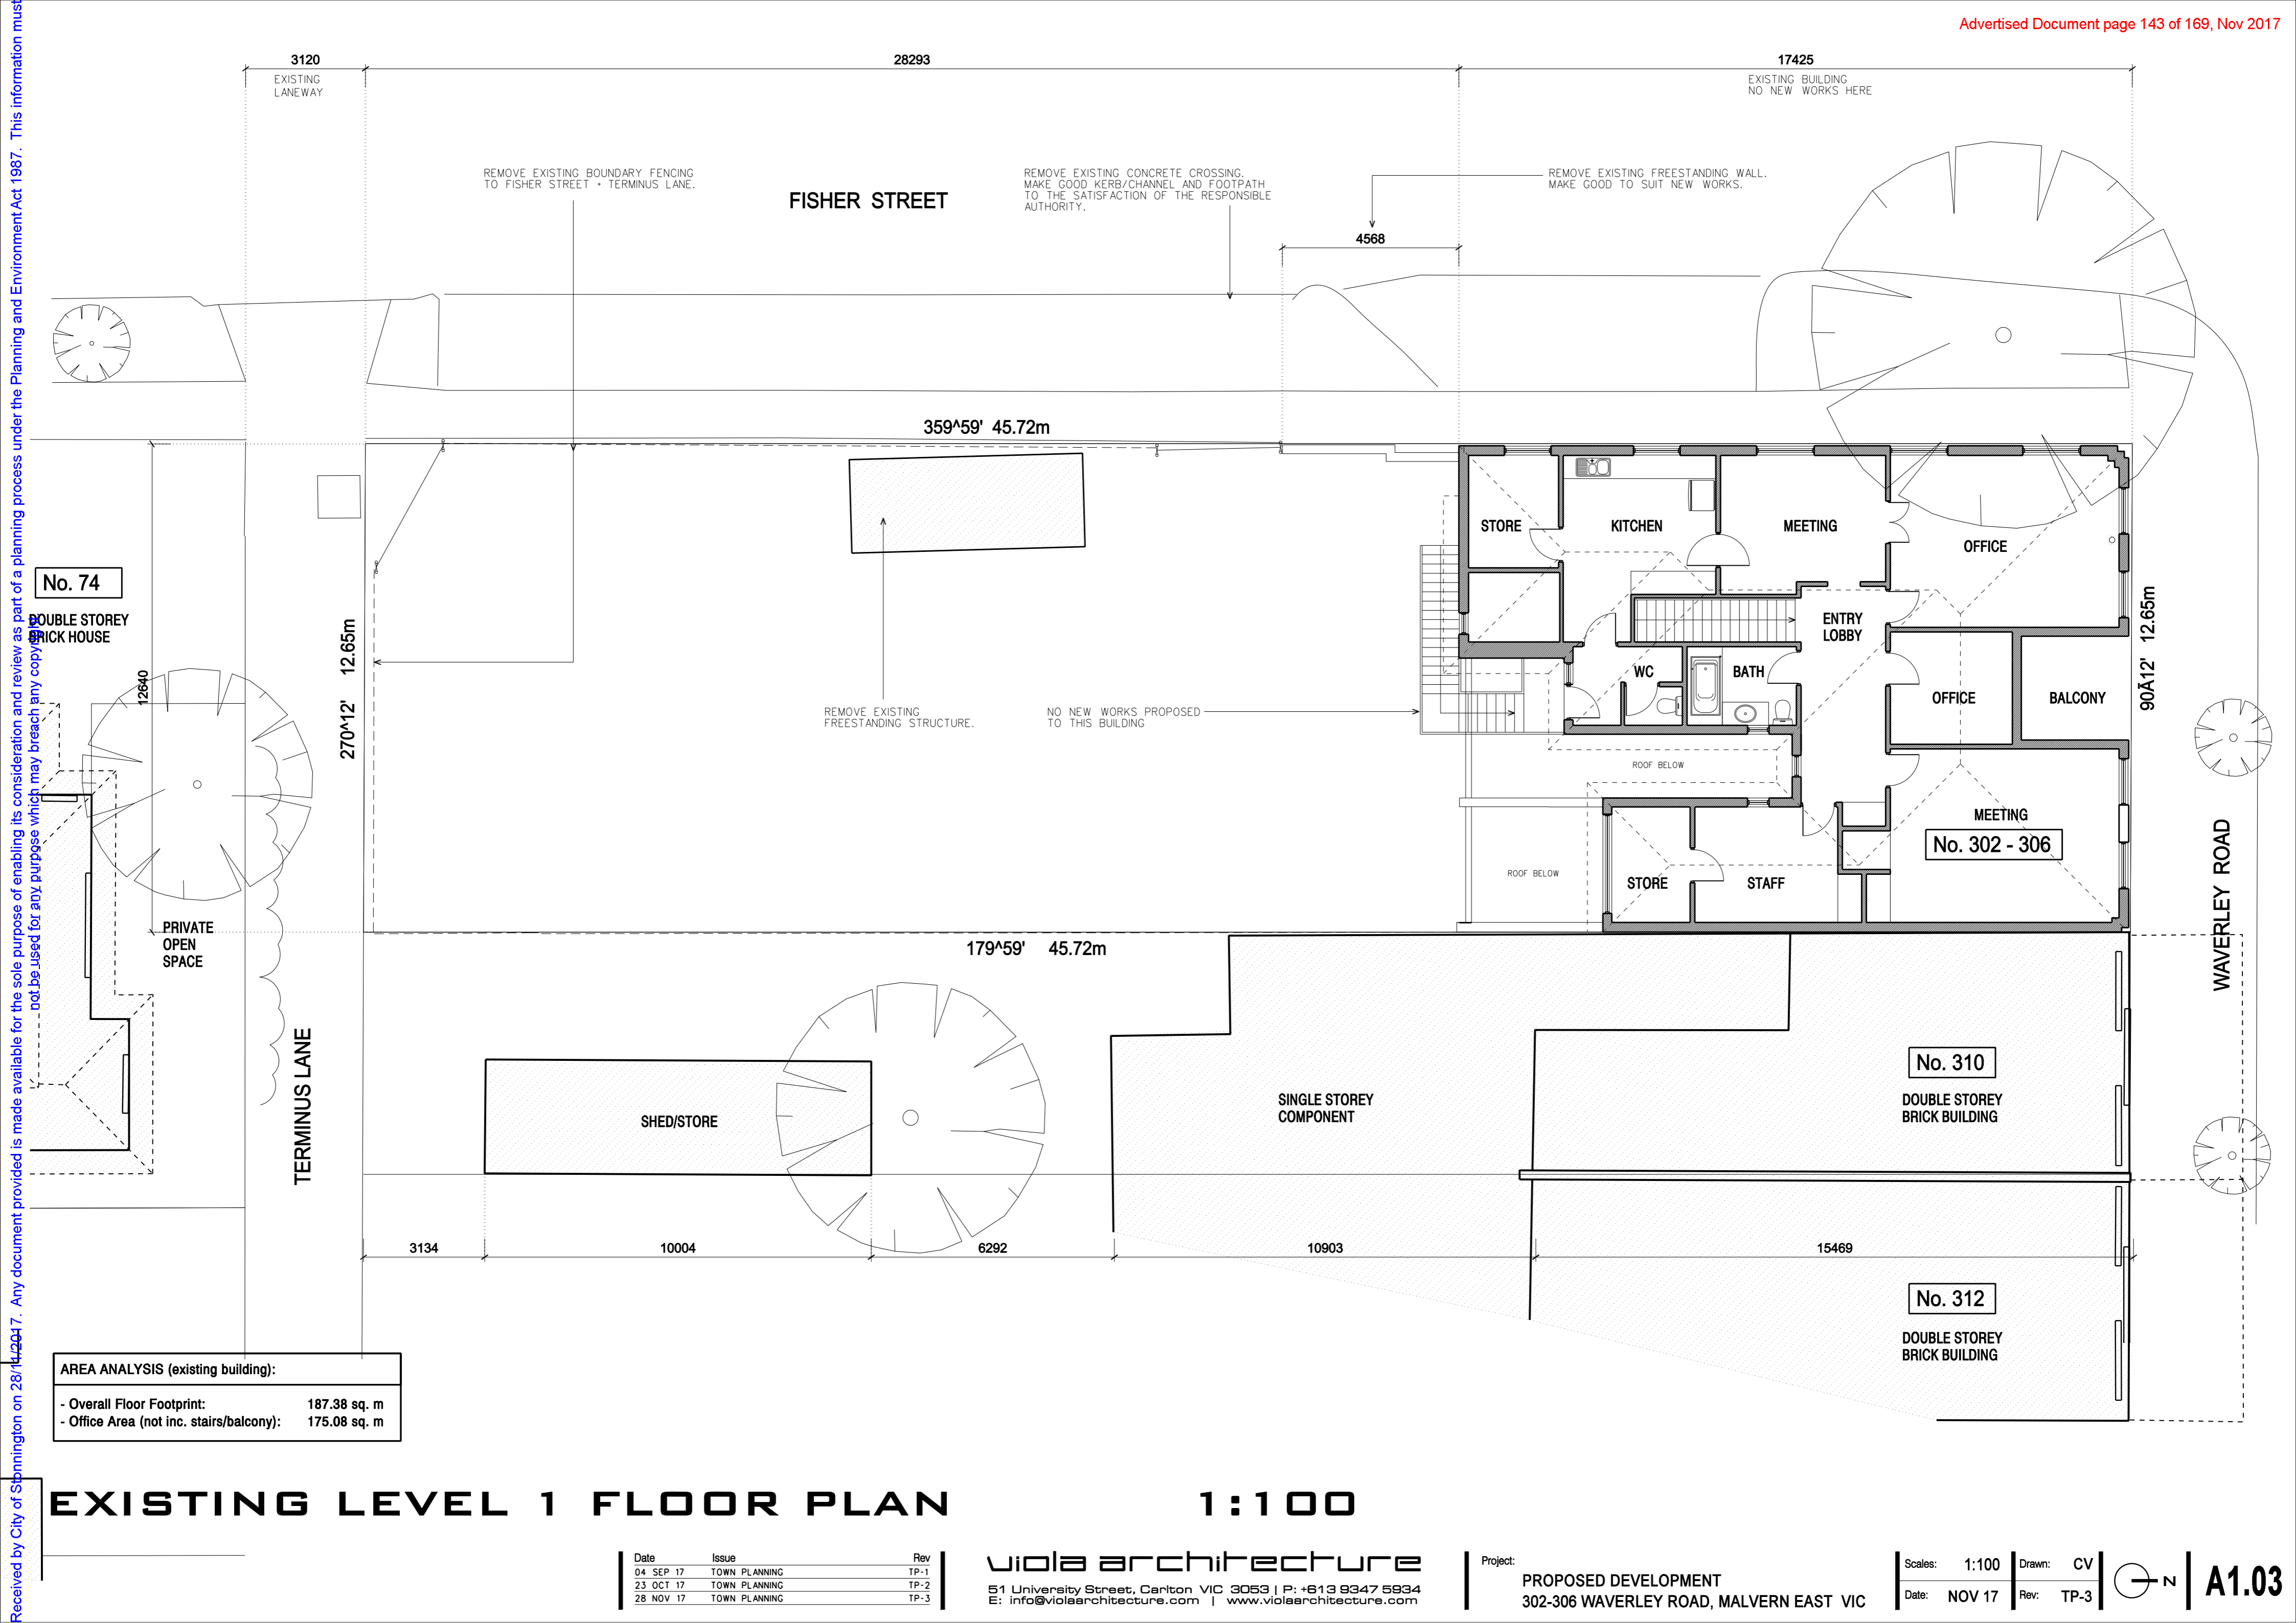 Advertised Document page 143 of 169, Nov 2017
3120
EXISTING
LANEWAY
28293
17425
EXISTING BUILDING
NO NEW WORKS HERE
REMOVE EXISTING BOUNDARY FENCING
TO FISHER STREET + TERMINUS LANE.
FISHER STREET
REMOVE EXISTING CONCRETE CROSSING.
MAKE GOOD KERB/CHANNEL AND FOOTPATH
TO THE SATISFACTION OF THE RESPONSIBLE
AUTHORITY.
REMOVE EXISTING FREESTANDING WALL.
MAKE GOOD TO SUIT NEW WORKS.
4568
359^59' 45.72m
STORE
KITCHEN
MEETING
OFFICE
No. 74
DOUBLE STOREY
BRICK HOUSE
12640
270^12' 12.65m
ENTRY
LOBBY
90Ā12' 12.65m
WC
BATH
OFFICE
BALCONY
REMOVE EXISTING
FREESTANDING STRUCTURE.
NO NEW WORKS PROPOSED
TO THIS BUILDING
ROOF BELOW
MEETING
No. 302 - 306
ROOF BELOW
STORE
STAFF
WAVERLEY ROAD
PRIVATE
OPEN
SPACE
179^59' 45.72m
TERMINUS LANE
SHED/STORE
SINGLE STOREY
COMPONENT
No. 310
DOUBLE STOREY
BRICK BUILDING
3134
10004
6292
10903
15469
No. 312
DOUBLE STOREY
BRICK BUILDING
AREA ANALYSIS (existing building):
- Overall Floor Footprint: 187.38 sq. m
- Office Area (not inc. stairs/balcony): 175.08 sq. m
Received by City of Stonnington on 28/11/2017. Any document provided is made available for the sole purpose of enabling its consideration and review as part of a planning process under the Planning and Environment Act 1987. This information must
not be used for any purpose which may breach any copyright.
EXISTING LEVEL 1 FLOOR PLAN 1:100
Date Issue Rev
04 SEP 17 TOWN PLANNING TP-1
23 OCT 17 TOWN PLANNING TP-2
28 NOV 17 TOWN PLANNING TP-3
viola architecture
51 University Street, Carlton VIC 3053 | P: +613 9347 5934
E: info@violaarchitecture.com | www.violaarchitecture.com
Project:
PROPOSED DEVELOPMENT
302-306 WAVERLEY ROAD, MALVERN EAST VIC
Scales: 1:100
Drawn: CV
Date: NOV 17
Rev: TP-3
N
A1.03